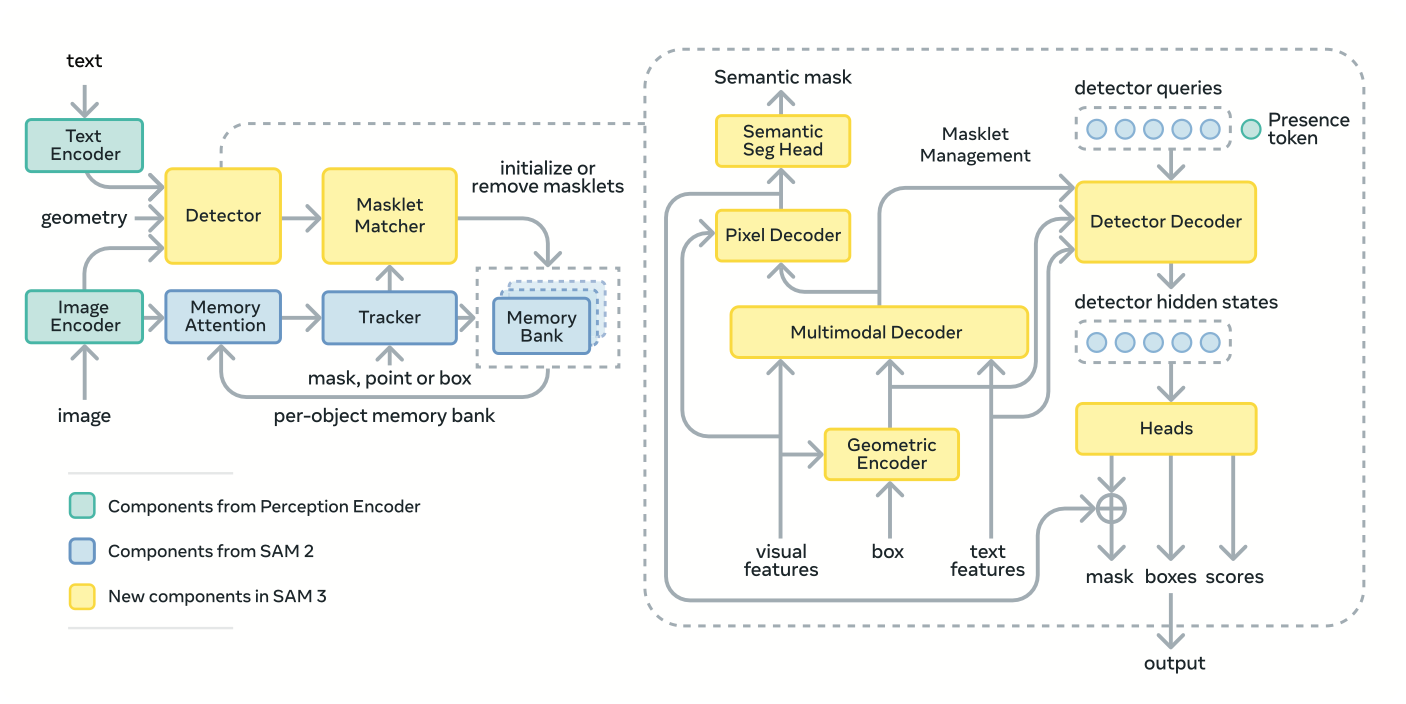 text
Text
Encoder
geometry
Detector
Masklet
Matcher
initialize or
remove masklets
Image
Encoder
Memory
Attention
Tracker
Memory
Bank
mask, point or box
image
per-object memory bank
Components from Perception Encoder
Components from SAM 2
New components in SAM 3
Semantic mask
Semantic
Seg Head
Pixel Decoder
Masklet
Management
detector queries
Presence
token
Detector Decoder
detector hidden states
Multimodal Decoder
Heads
Geometric
Encoder
visual
features
box
text
features
mask
boxes
scores
output